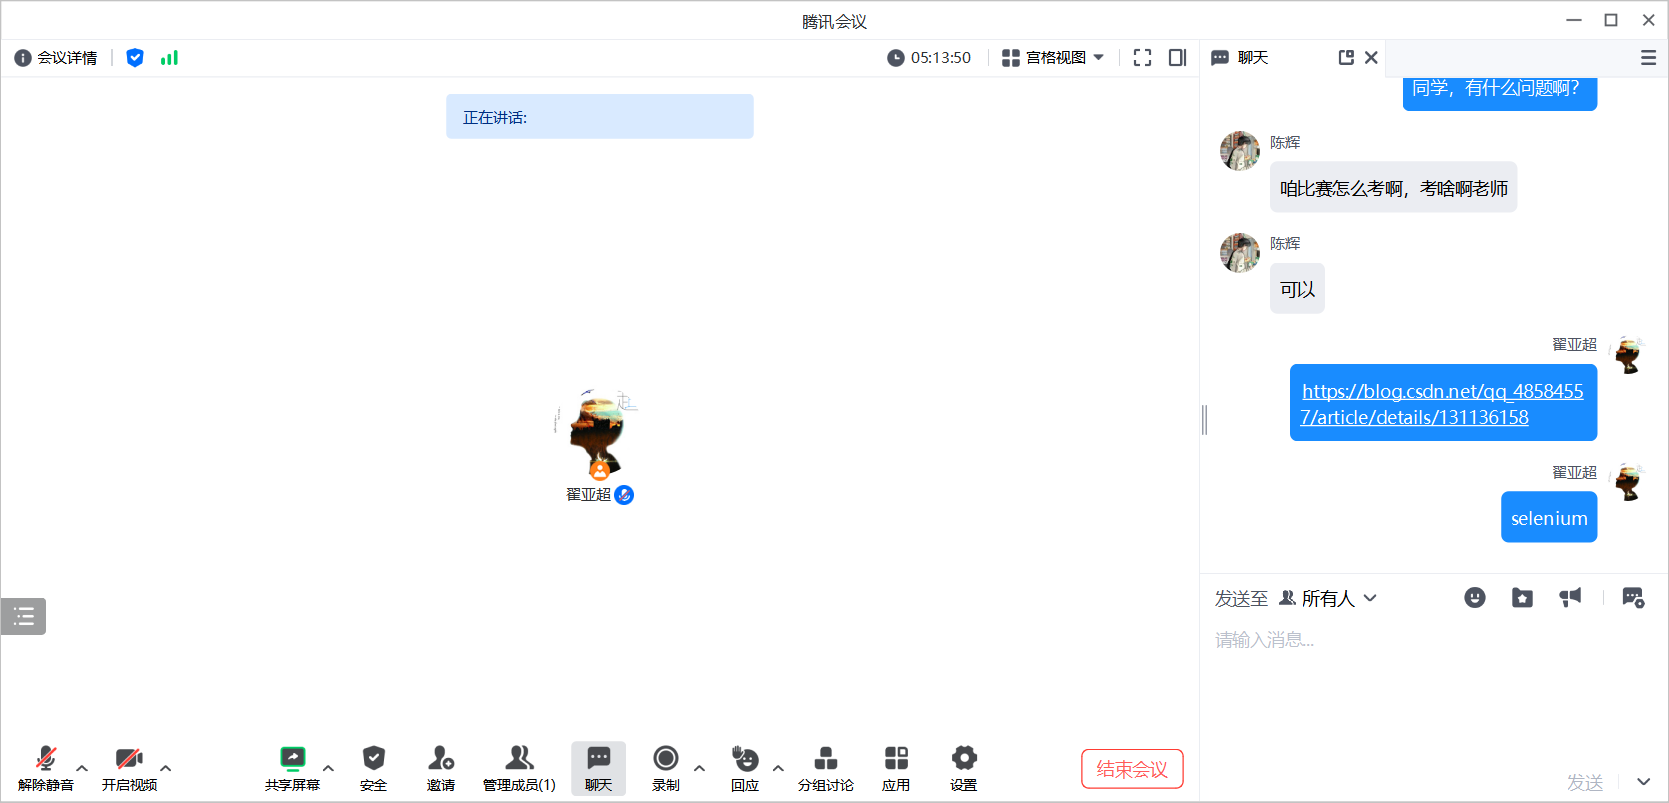 腾讯会议
会议详情
05:13:50
宫格视图
聊天
正在讲话:
同学，有什么问题啊?
陈辉
咱比赛怎么考啊，考啥啊老师
陈辉
可以
翟亚超
https://blog.csdn.net/qq_4858455
7/article/details/131136158
翟亚超
selenium
翟亚超
发送至 所有人
请输入消息...
发送
解除静音
开启视频
共享屏幕
安全
邀请
管理成员(1)
聊天
录制
回应
分组讨论
应用
设置
结束会议